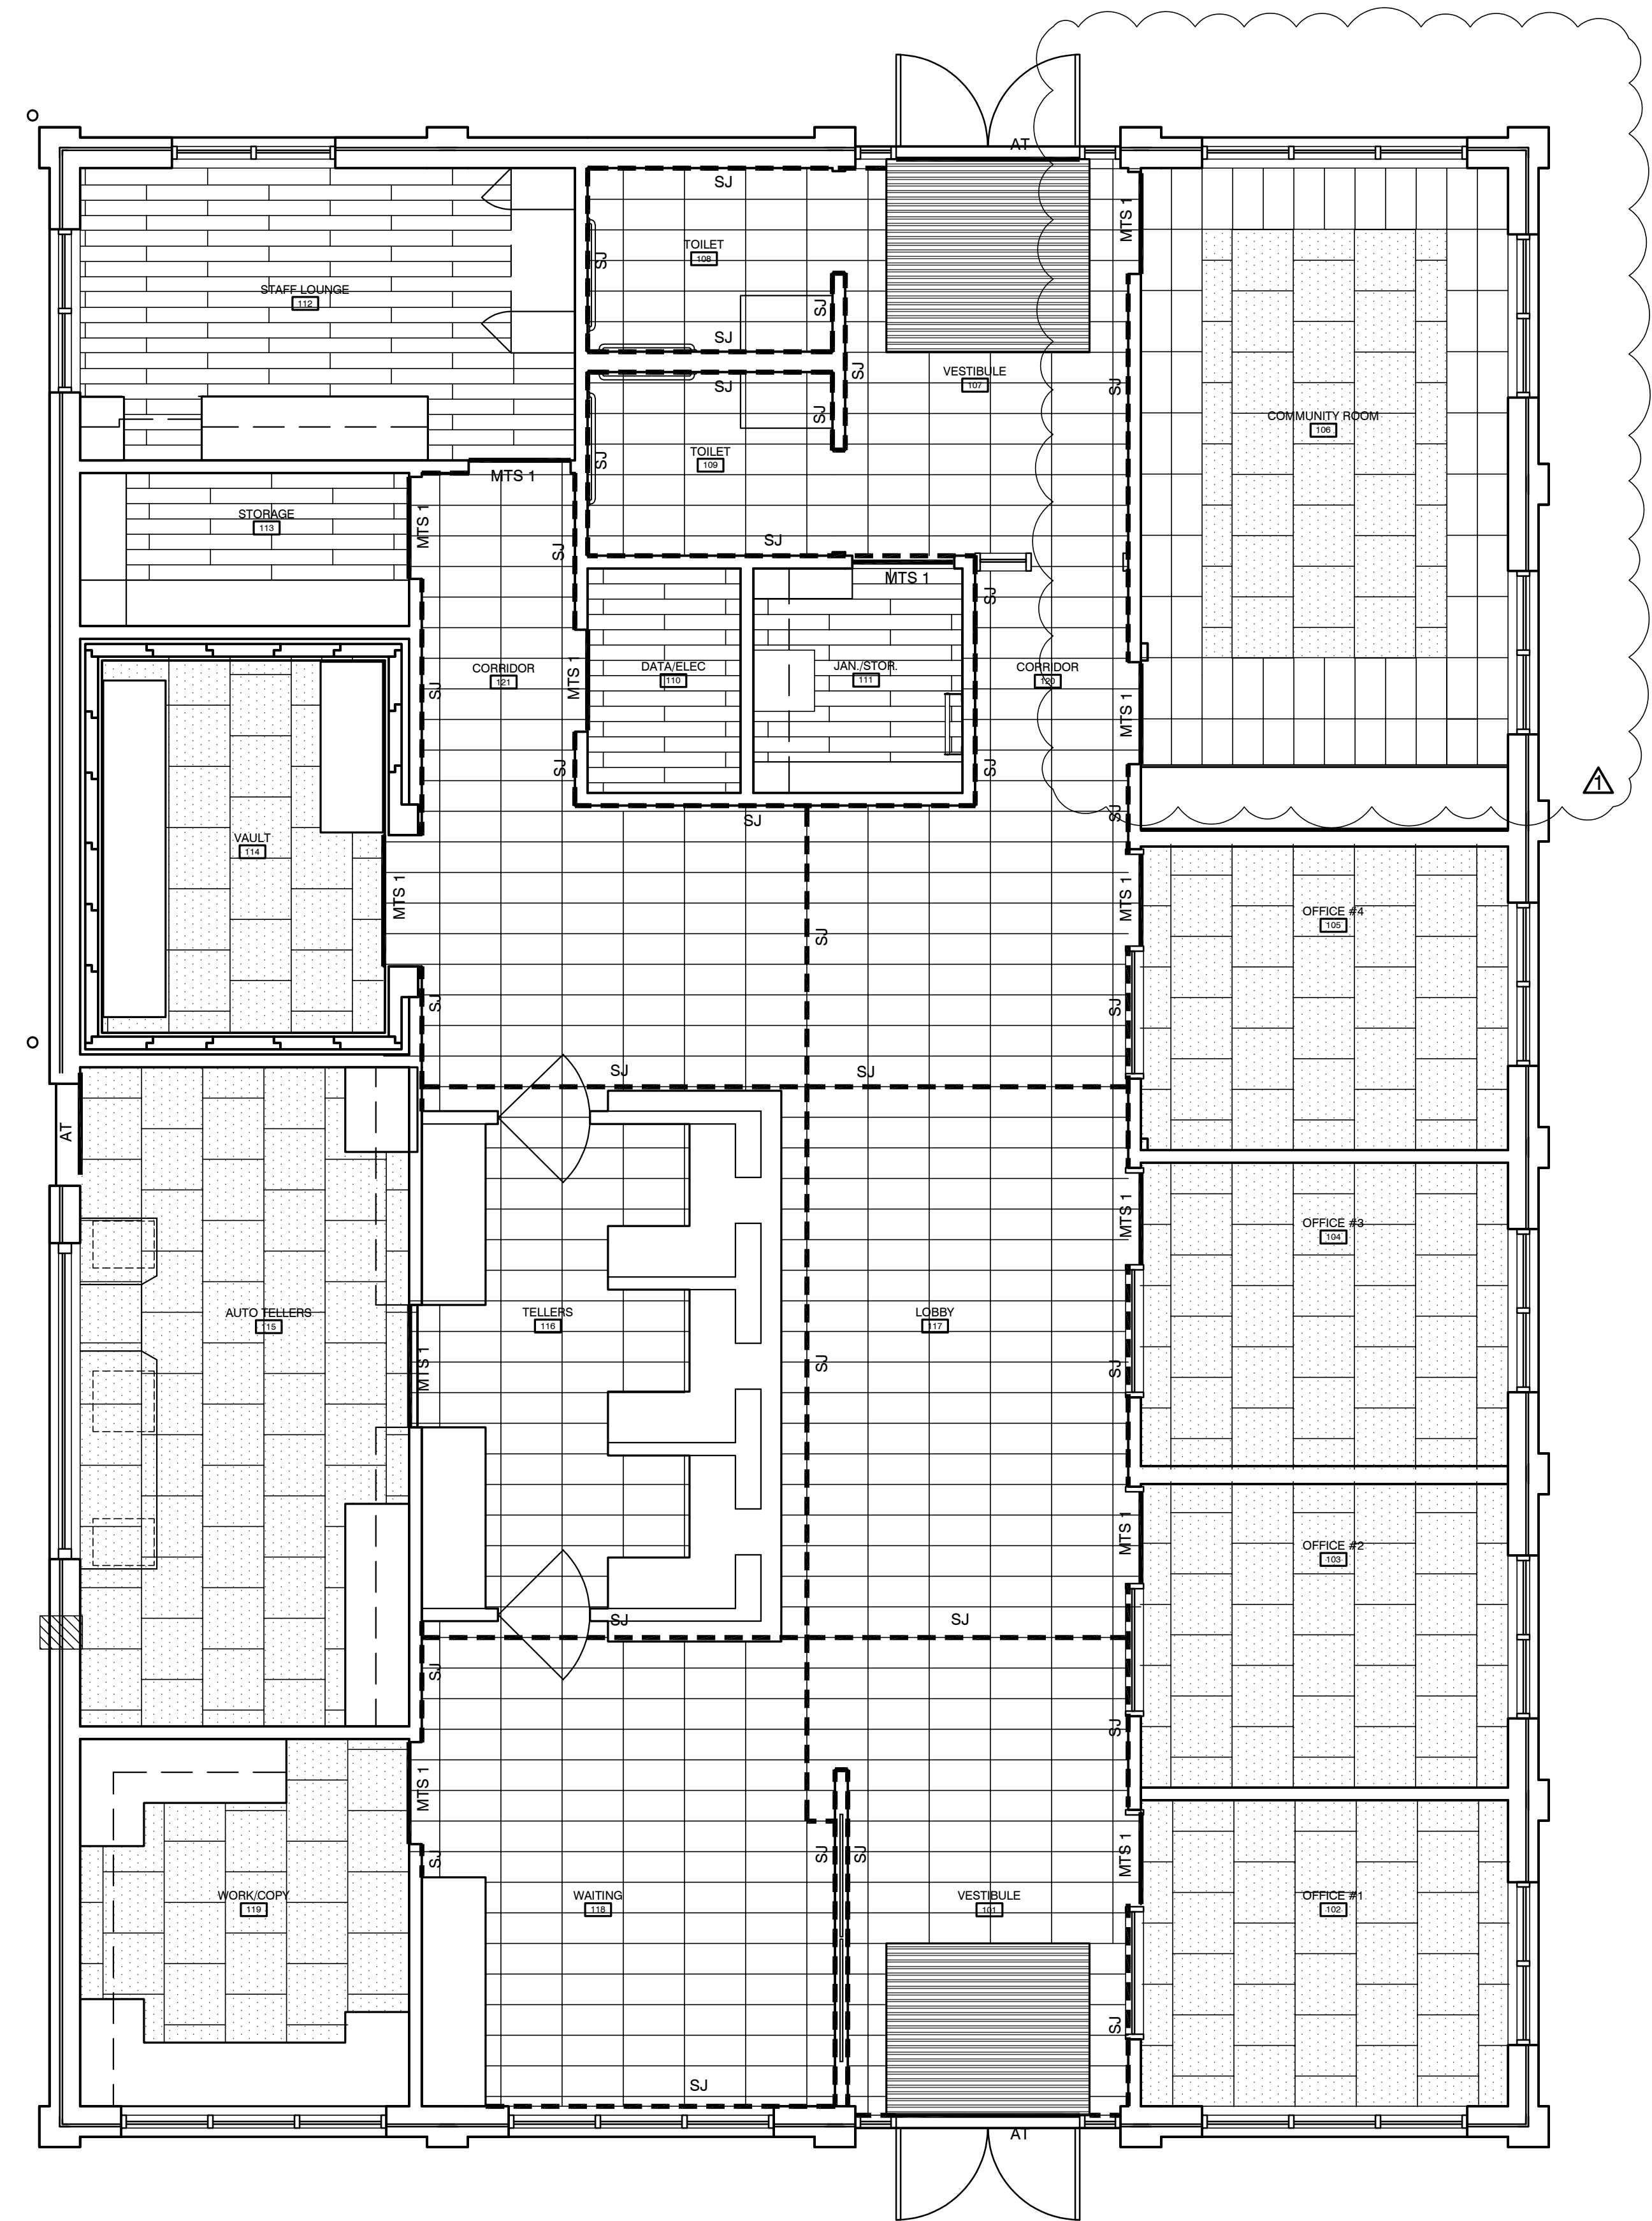 AT
SJ
MTS 1
TOILET
108
SJ
STAFF LOUNGE
112
SJ
SJ
VESTIBULE
107
SJ
SJ
SJ
SJ
COMMUNITY ROOM
106
TOILET
109
SJ
SJ
MTS 1
STORAGE
113
MTS 1
SJ
SJ
MTS 1
SJ
CORRIDOR
121
SJ
MTS 1
DATA/ELEC
110
JAN./STOR.
111
CORRIDOR
120
MTS 1
SJ
SJ
1
SJ
SJ
VAULT
114
MTS 1
MTS 1
OFFICE #4
105
SJ
SJ
SJ
SJ
SJ
AT
MTS 1
OFFICE #3
104
AUTO TELLERS
115
TELLERS
116
LOBBY
117
MTS 1
SJ
SJ
MTS 1
OFFICE #2
103
SJ
SJ
SJ
SJ
MTS 1
SJ
SJ
SJ
MTS 1
WORK/COPY
119
WAITING
118
VESTIBULE
101
OFFICE #1
102
SJ
SJ
AT